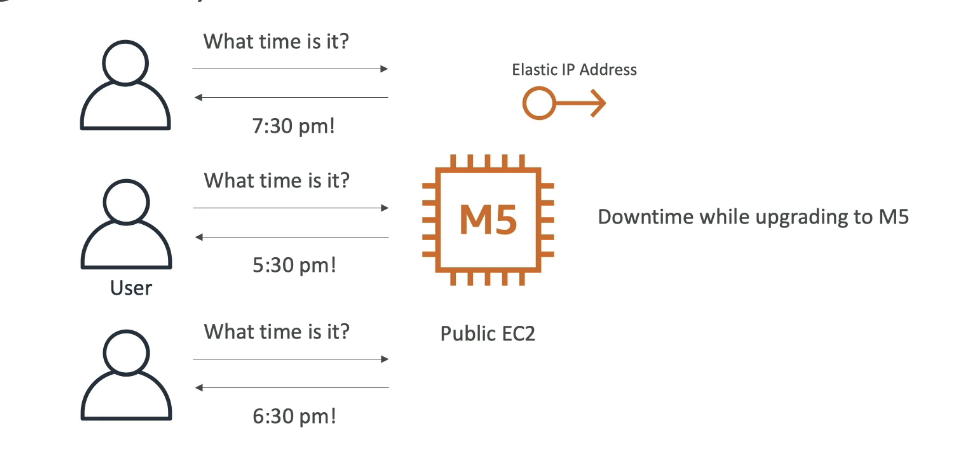 What time is it?
Elastic IP Address
7:30 pm!
What time is it?
M5
Downtime while upgrading to M5
5:30 pm!
User
What time is it?
Public EC2
6:30 pm!